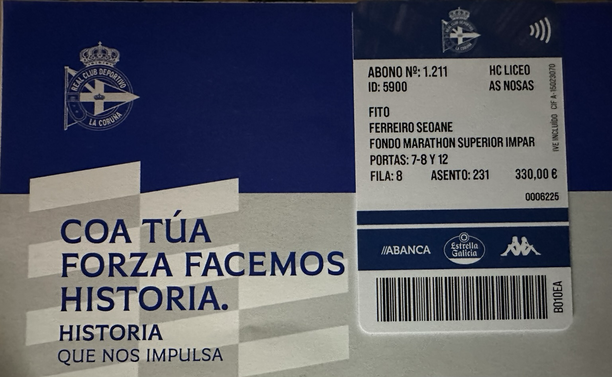 REAL CLUB DEPORTIVO
LA CORUÑA
COA TÚA
FORZA FACEMOS
HISTORIA.
HISTORIA
QUE NOS IMPULSA
ABONO Nº: 1.211 HC LICEO
ID: 5900 AS NOSAS
FITO
FERREIRO SEOANE
FONDO MARATHON SUPERIOR IMPAR
PORTAS: 7-8 Y 12
FILA: 8 ASENTO: 231 330,00 €
0006225
IVE INCLUÍDO CIF A-15023070
//ABANCA Estrella Galicia Kappa
B010EA